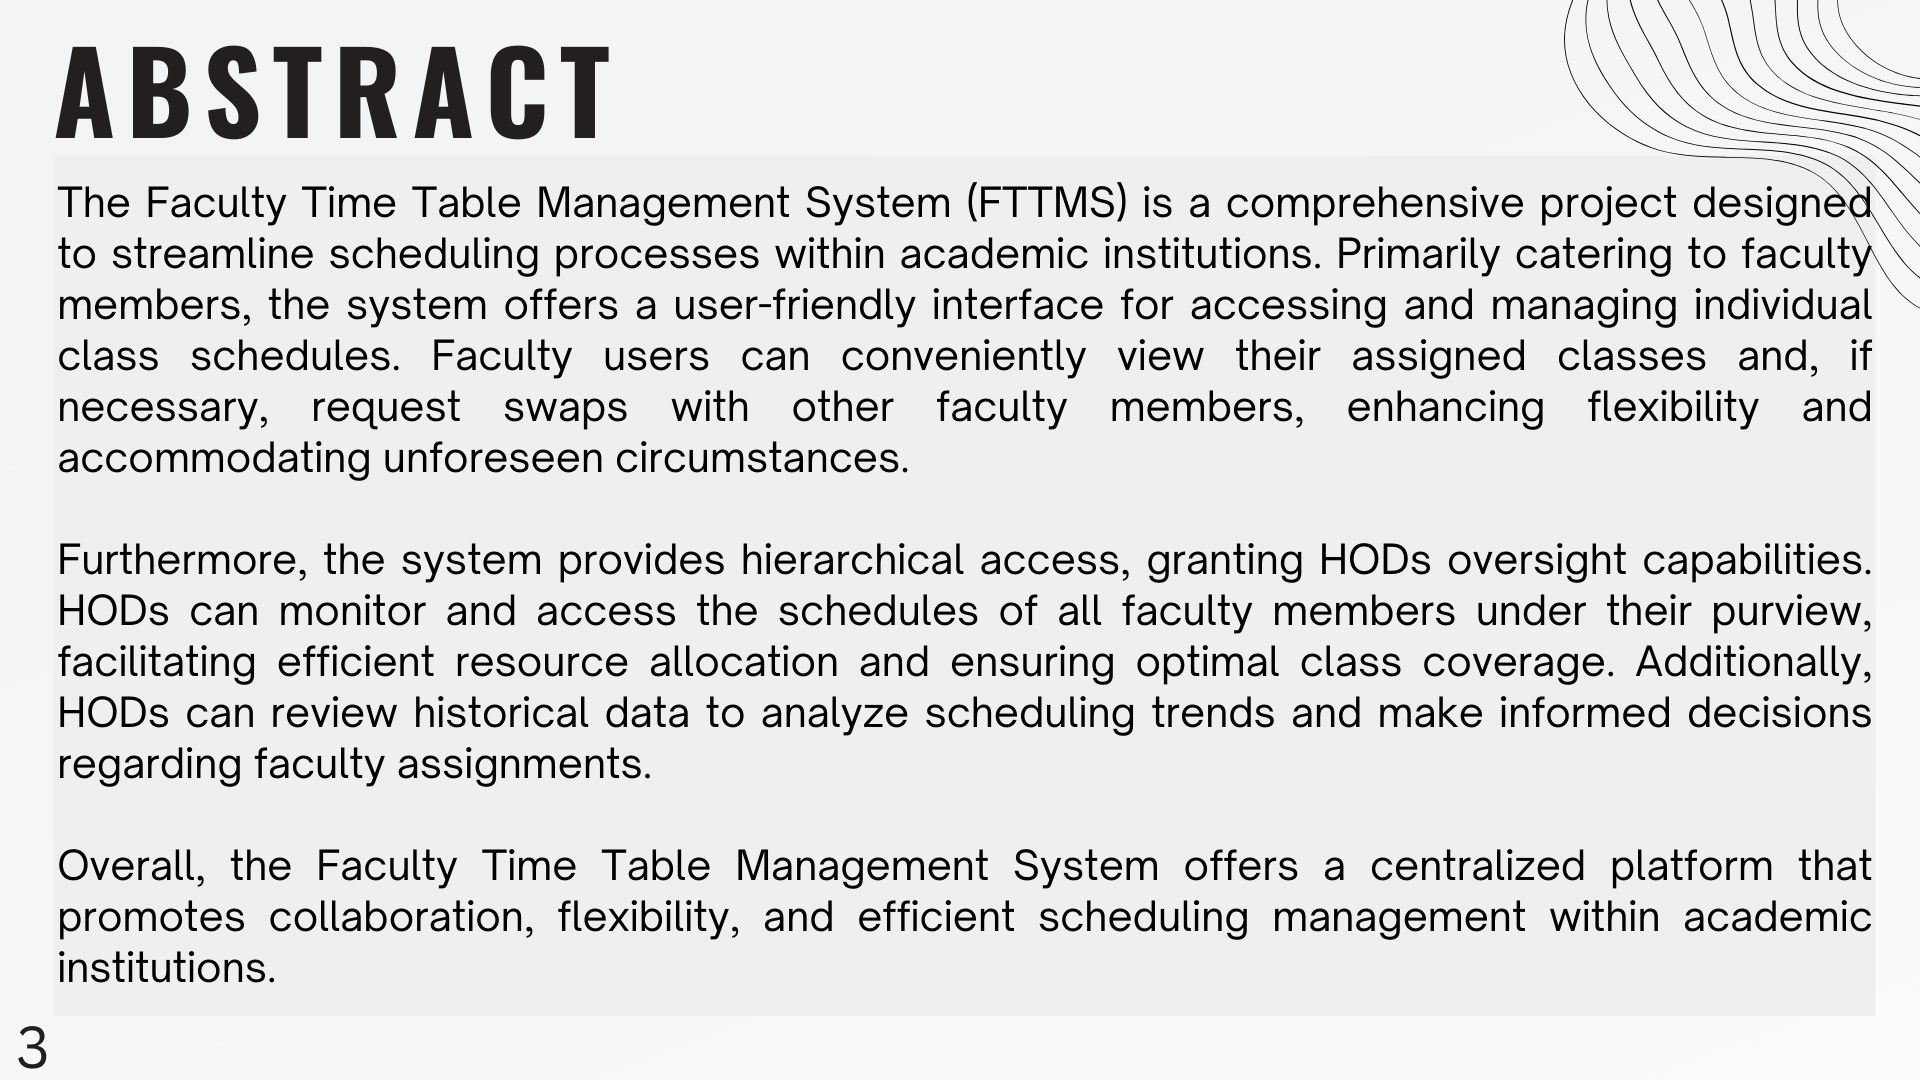 ABSTRACT
The Faculty Time Table Management System (FTTMS) is a comprehensive project designed
to streamline scheduling processes within academic institutions. Primarily catering to faculty
members, the system offers a user-friendly interface for accessing and managing individual
class schedules. Faculty users can conveniently view their assigned classes and, if
necessary, request swaps with other faculty members, enhancing flexibility and
accommodating unforeseen circumstances.
Furthermore, the system provides hierarchical access, granting HODs oversight capabilities.
HODs can monitor and access the schedules of all faculty members under their purview,
facilitating efficient resource allocation and ensuring optimal class coverage. Additionally,
HODs can review historical data to analyze scheduling trends and make informed decisions
regarding faculty assignments.
Overall, the Faculty Time Table Management System offers a centralized platform that
promotes collaboration, flexibility, and efficient scheduling management within academic
institutions.
3